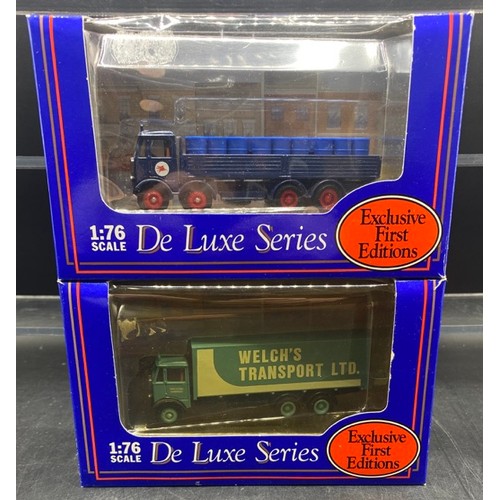 1:76
SCALE
De Luxe Series
Exclusive
First
Editions
WELCH'S
TRANSPORT LTD.
1:76
SCALE
De Luxe Series
Exclusive
First
Editions